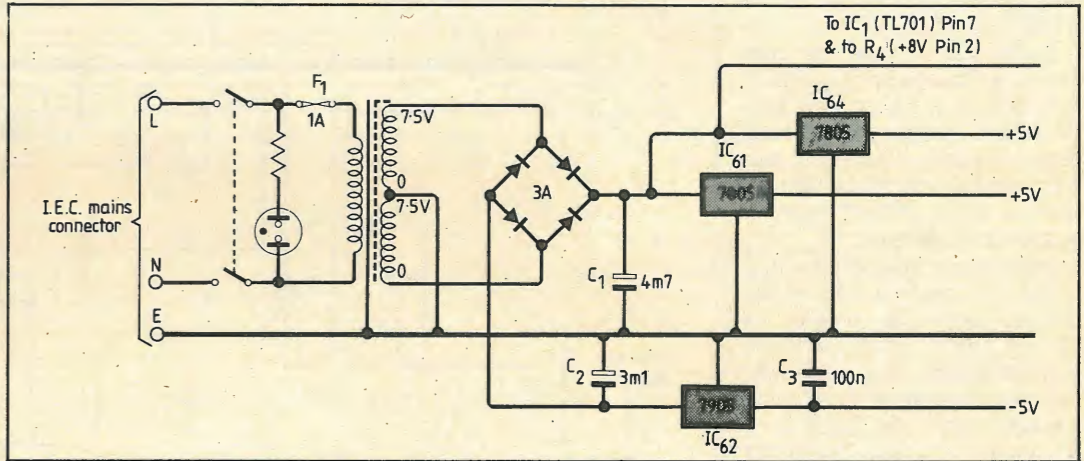 To IC1 (TL701) Pin7
& to R4 (+8V Pin 2)
IC64
7805
+5V
F1
1A
L
7·5V
0
7·5V
0
3A
IC61
7805
+5V
I.E.C. mains
connector
N
C1
4m7
E
C2
3m1
C3
100n
7905
-5V
IC62